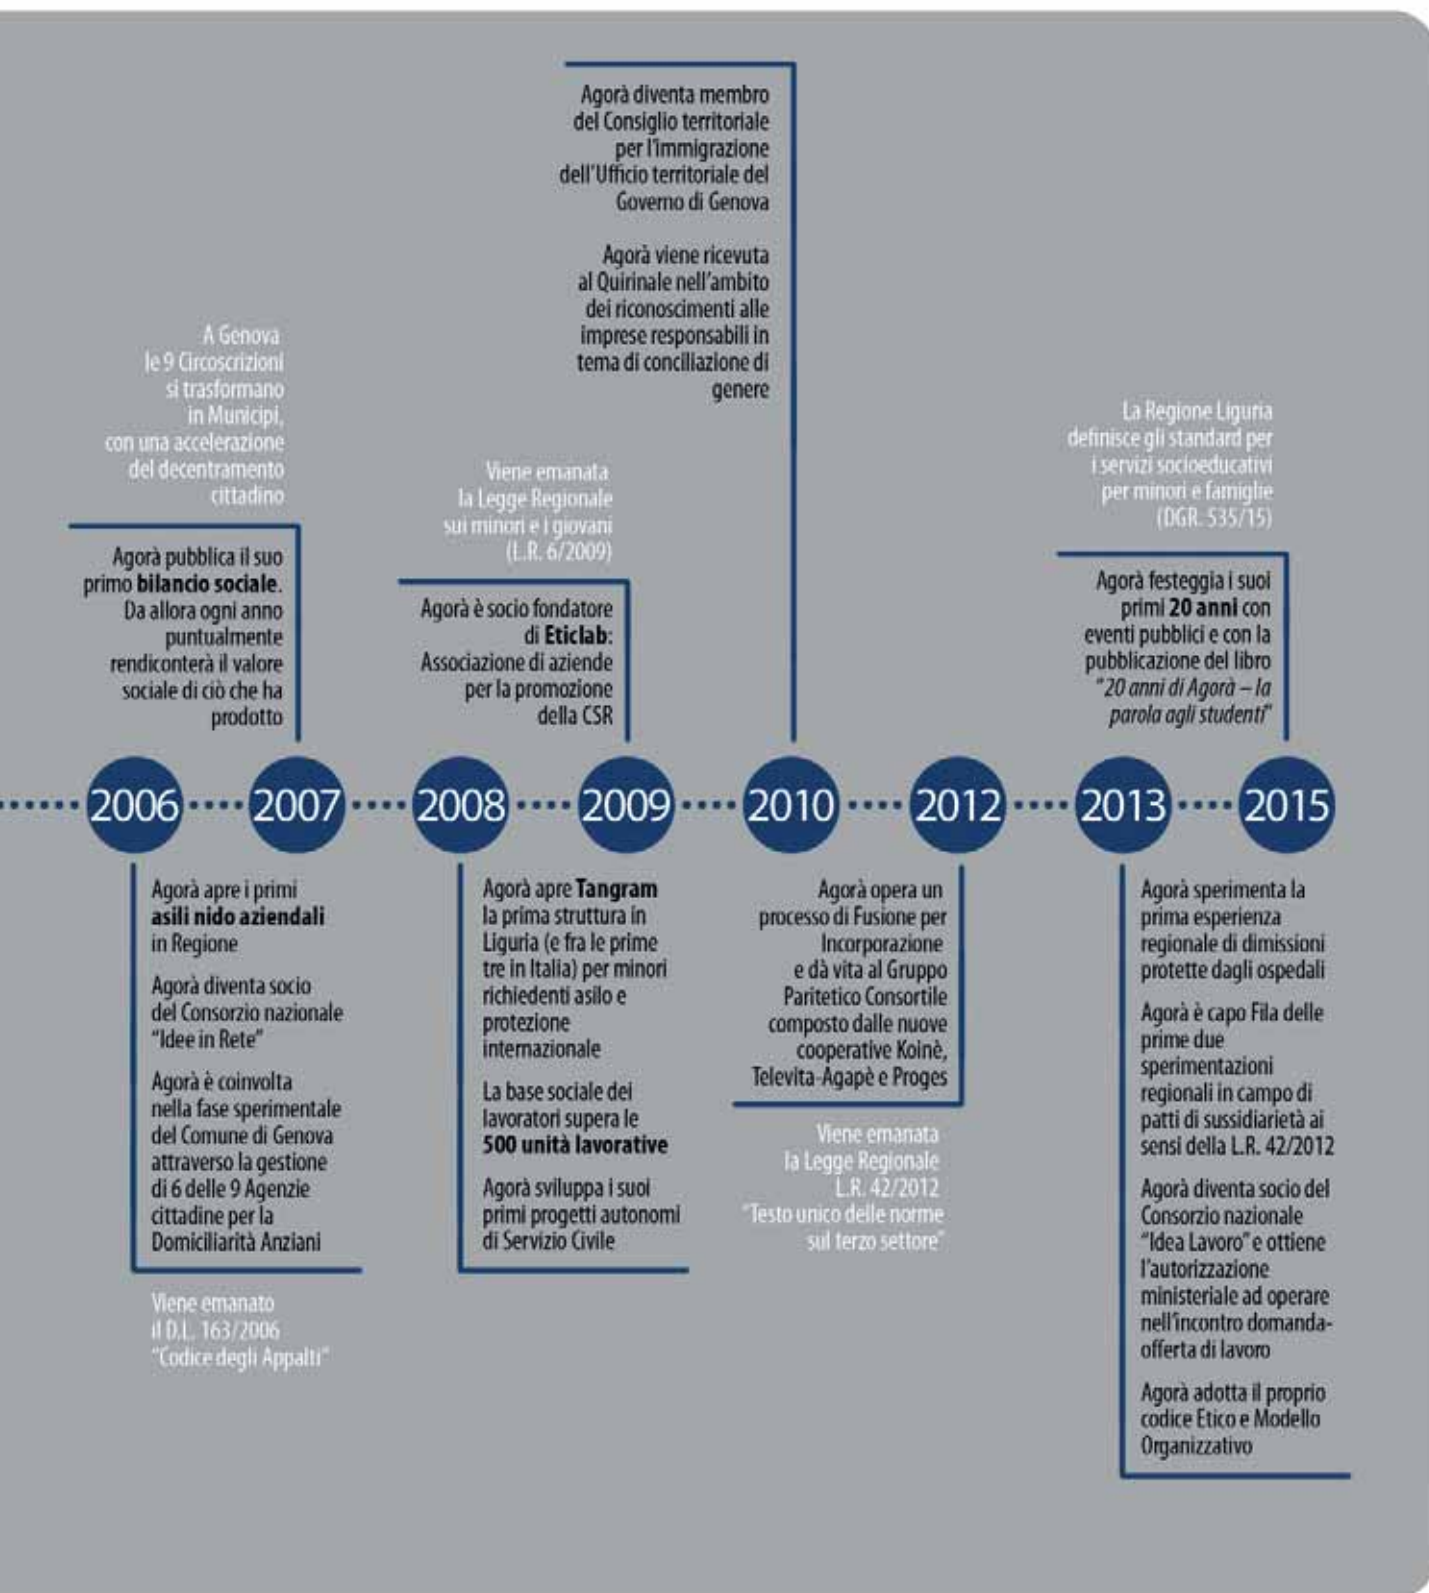 Agorà diventa membro
del Consiglio territoriale
per l'immigrazione
dell'Ufficio territoriale del
Governo di Genova
Agorà viene ricevuta
al Quirinale nell'ambito
dei riconoscimenti alle
imprese responsabili in
tema di conciliazione di
genere
A Genova
le 9 Circoscrizioni
si trasformano
in Municipi,
con una accelerazione
del decentramento
cittadino
Agorà pubblica il suo
primo bilancio sociale.
Da allora ogni anno
puntualmente
rendiconterà il valore
sociale di ciò che ha
prodotto
Viene emanata
la Legge Regionale
sui minori e i giovani
(L.R. 6/2009)
Agorà è socio fondatore
di Eticlab:
Associazione di aziende
per la promozione
della CSR
La Regione Liguria
definisce gli standard per
i servizi socioeducativi
per minori e famiglie
(DGR. 535/15)
Agorà festeggia i suoi
primi 20 anni con
eventi pubblici e con la
pubblicazione del libro
"20 anni di Agorà – la
parola agli studenti"
2006 2007 2008 2009 2010 2012 2013 2015
Agorà apre i primi
asili nido aziendali
in Regione
Agorà diventa socio
del Consorzio nazionale
"Idee in Rete"
Agorà è coinvolta
nella fase sperimentale
del Comune di Genova
attraverso la gestione
di 6 delle 9 Agenzie
cittadine per la
Domiciliarità Anziani
Viene emanato
il D.L. 163/2006
"Codice degli Appalti"
Agorà apre Tangram
la prima struttura in
Liguria (e fra le prime
tre in Italia) per minori
richiedenti asilo e
protezione
internazionale
La base sociale dei
lavoratori supera le
500 unità lavorative
Agorà sviluppa i suoi
primi progetti autonomi
di Servizio Civile
Agorà opera un
processo di Fusione per
Incorporazione
e dà vita al Gruppo
Paritetico Consortile
composto dalle nuove
cooperative Koinè,
Televita-Agapè e Proges
Viene emanata
la Legge Regionale
L.R. 42/2012
"Testo unico delle norme
sul terzo settore"
Agorà sperimenta la
prima esperienza
regionale di dimissioni
protette dagli ospedali
Agorà è capo Fila delle
prime due
sperimentazioni
regionali in campo di
patti di sussidiarietà ai
sensi della L.R. 42/2012
Agorà diventa socio del
Consorzio nazionale
"Idea Lavoro" e ottiene
l'autorizzazione
ministeriale ad operare
nell'incontro domanda-
offerta di lavoro
Agorà adotta il proprio
codice Etico e Modello
Organizzativo